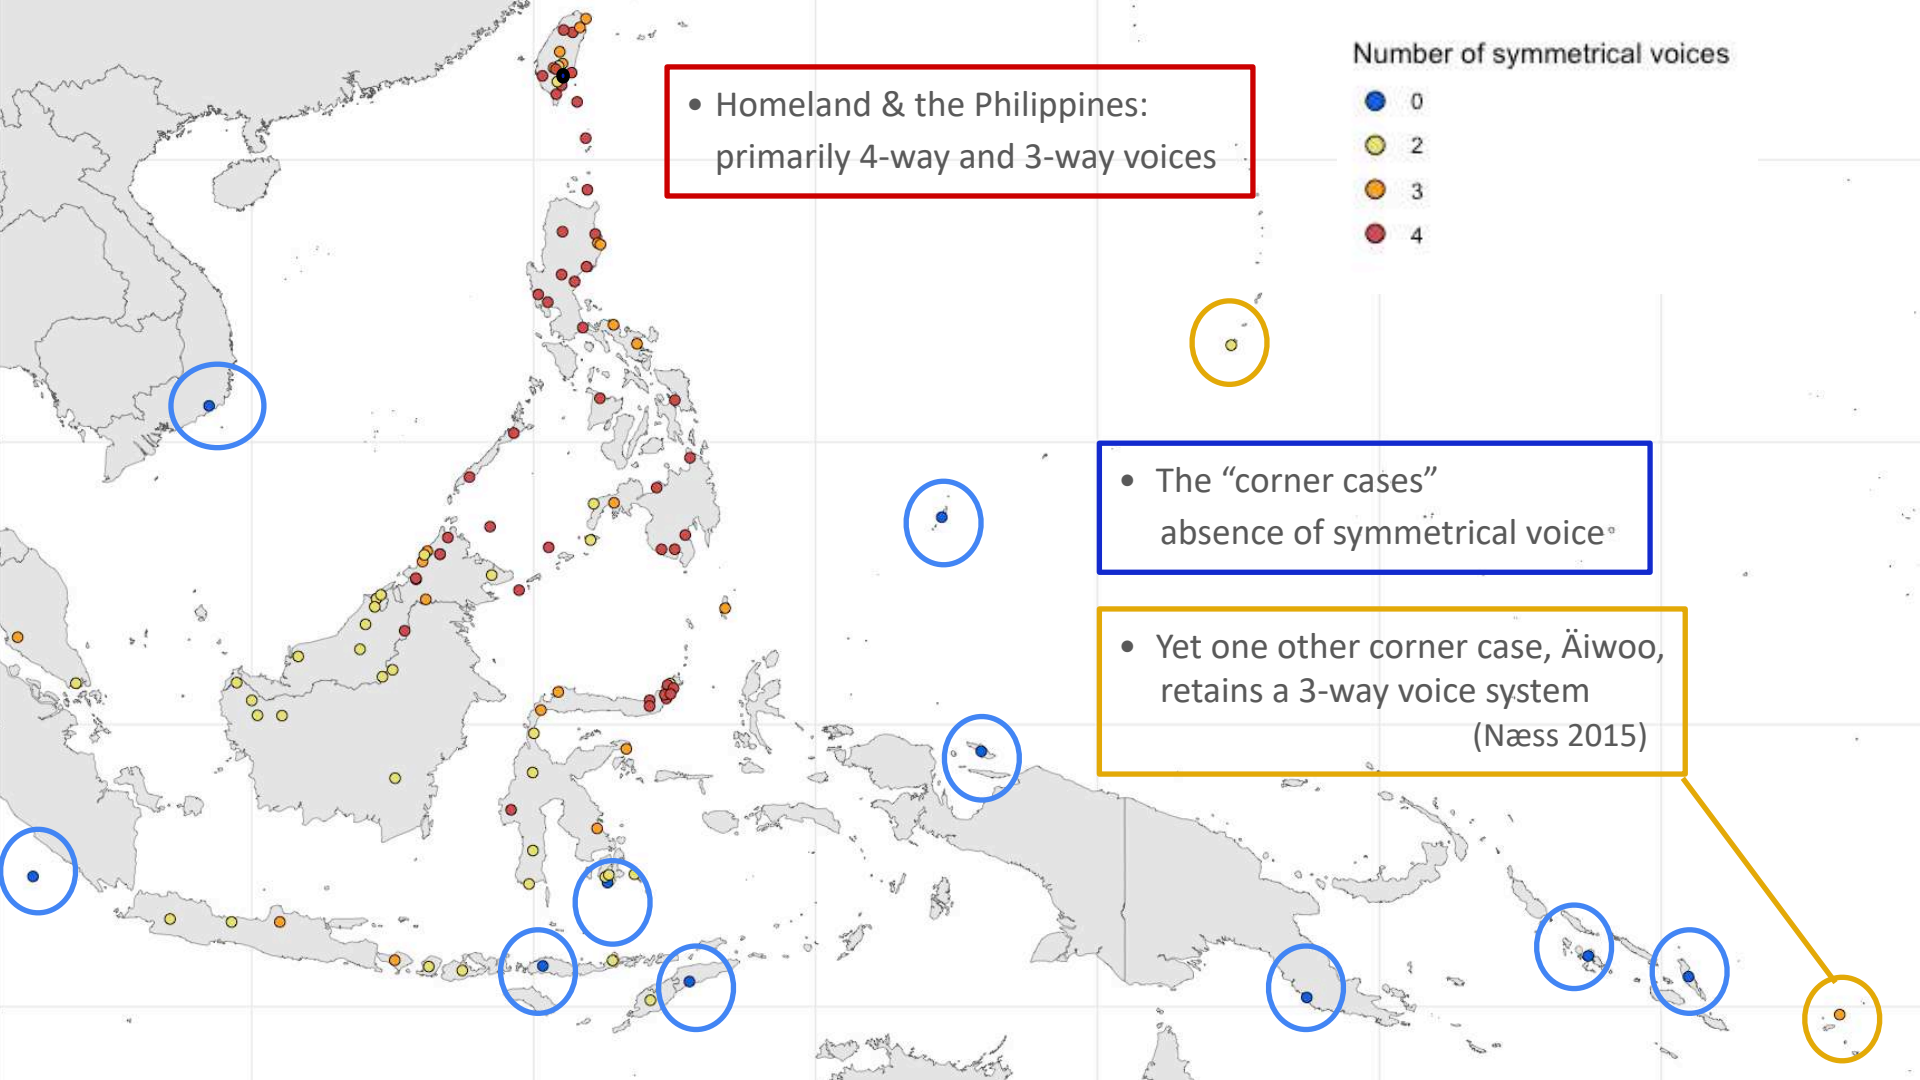 Number of symmetrical voices
0
2
3
4
• Homeland & the Philippines:
primarily 4-way and 3-way voices
• The “corner cases”
absence of symmetrical voice
• Yet one other corner case, Äiwoo,
retains a 3-way voice system
(Næss 2015)